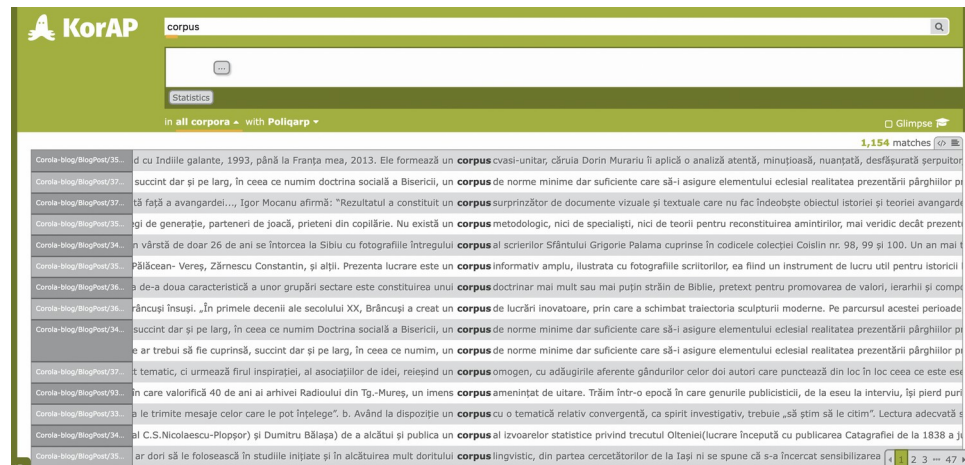 KorAP
corpus
...
Statistics
in all corpora with Poliqarp
Glimpse
1,154 matches
Corola-blog/BlogPost/35... d cu Indiile galante, 1993, până la Franța mea, 2013. Ele formează un corpus cvasi-unitar, căruia Dorin Murariu îi aplică o analiză atentă, minuțioasă, nuanțată, desfășurată șerpuitor
Corola-blog/BlogPost/37... succint dar și pe larg, în ceea ce numim doctrina socială a Bisericii, un corpus de norme minime dar suficiente care să-i asigure elementului eclesial realitatea prezentării pârghiilor pr
Corola-blog/BlogPost/37... tă față a avangardei..., Igor Mocanu afirmă: “Rezultatul a constituit un corpus surprinzător de documente vizuale și textuale care nu fac îndeobște obiectul istoriei și teoriei avangarde
Corola-blog/BlogPost/35... egi de generație, parteneri de joacă, prieteni din copilărie. Nu există un corpus metodologic, nici de specialiști, nici de teorii pentru reconstituirea amintirilor, mai veridic decât prezent
Corola-blog/BlogPost/34... n vârstă de doar 26 de ani se întorcea la Sibiu cu fotografiile întregului corpus al scrierilor Sfântului Grigorie Palama cuprinse în codicele colecției Coislin nr. 98, 99 și 100. Un an mai t
Corola-blog/BlogPost/35... Pălăcean- Vereș, Zărnescu Constantin, și alții. Prezenta lucrare este un corpus informativ amplu, ilustrata cu fotografiile scriitorilor, ea fiind un instrument de lucru util pentru istoricii l
Corola-blog/BlogPost/36... a de-a doua caracteristică a unor grupări sectare este constituirea unui corpus doctrinar mai mult sau mai puțin străin de Biblie, pretext pentru promovarea de valori, ierarhii și compo
Corola-blog/BlogPost/36... râncuși însuși. „În primele decenii ale secolului XX, Brâncuși a creat un corpus de lucrări inovatoare, prin care a schimbat traiectoria sculpturii moderne. Pe parcursul acestei perioade
Corola-blog/BlogPost/34... succint dar și pe larg, în ceea ce numim Doctrina socială a Bisericii, un corpus de norme minime dar suficiente care să-i asigure elementului eclesial realitatea prezentării pârghiilor pr
e ar trebui să fie cuprinsă, succint dar și pe larg, în ceea ce numim, un corpus de norme minime dar suficiente care să-i asigure elementului eclesial realitatea prezentării pârghiilor pr
Corola-blog/BlogPost/37... t tematic, ci urmează firul inspirației, al asociațiilor de idei, reieșind un corpus omogen, cu adăugirile aferente gândurilor celor doi autori care punctează din loc în loc ceea ce este ese
Corola-blog/BlogPost/93... în care valorifică 40 de ani ai arhivei Radioului din Tg.-Mureș, un imens corpus amenințat de uitare. Trăim într-o epocă în care genurile publicisticii, de la eseu la interviu, își pierd puri
Corola-blog/BlogPost/33... a le trimite mesaje celor care le pot înțelege”. b. Având la dispoziție un corpus cu o tematică relativ convergentă, ca spirit investigativ, trebuie „să știm să le citim”. Lectura adecvată s
Corola-blog/BlogPost/34... al C.S.Nicolaescu-Plopșor) și Dumitru Bălașa) de a alcătui și publica un corpus al izvoarelor statistice privind trecutul Olteniei(lucrare începută cu publicarea Catagrafiei de la 1838 a ju
Corola-blog/BlogPost/35... ar dori să le folosească în studiile inițiate și în alcătuirea mult doritului corpus lingvistic, din partea cercetătorilor de la Iași ni se spune că s-a încercat sensibilizarea 1 2 3 ... 47